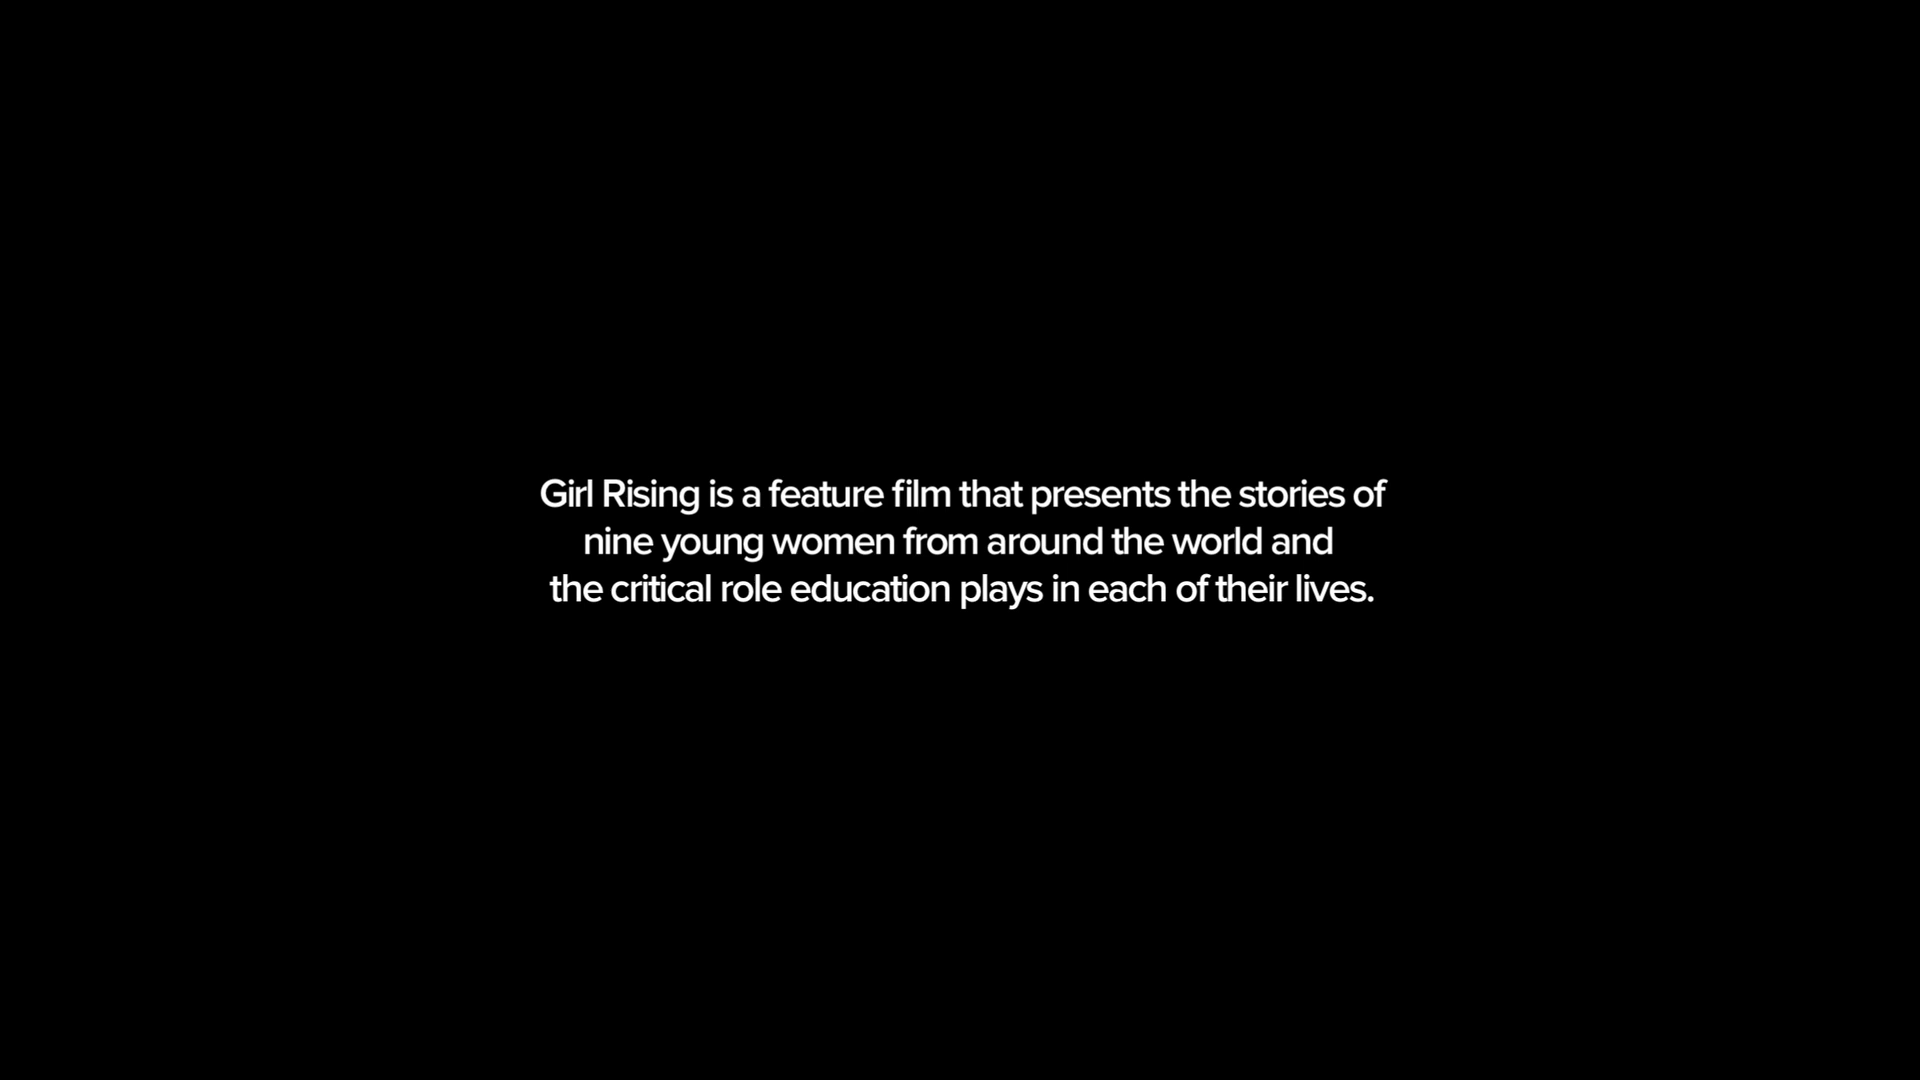 Girl Rising is a feature film that presents the stories of
nine young women from around the world and
the critical role education plays in each of their lives.